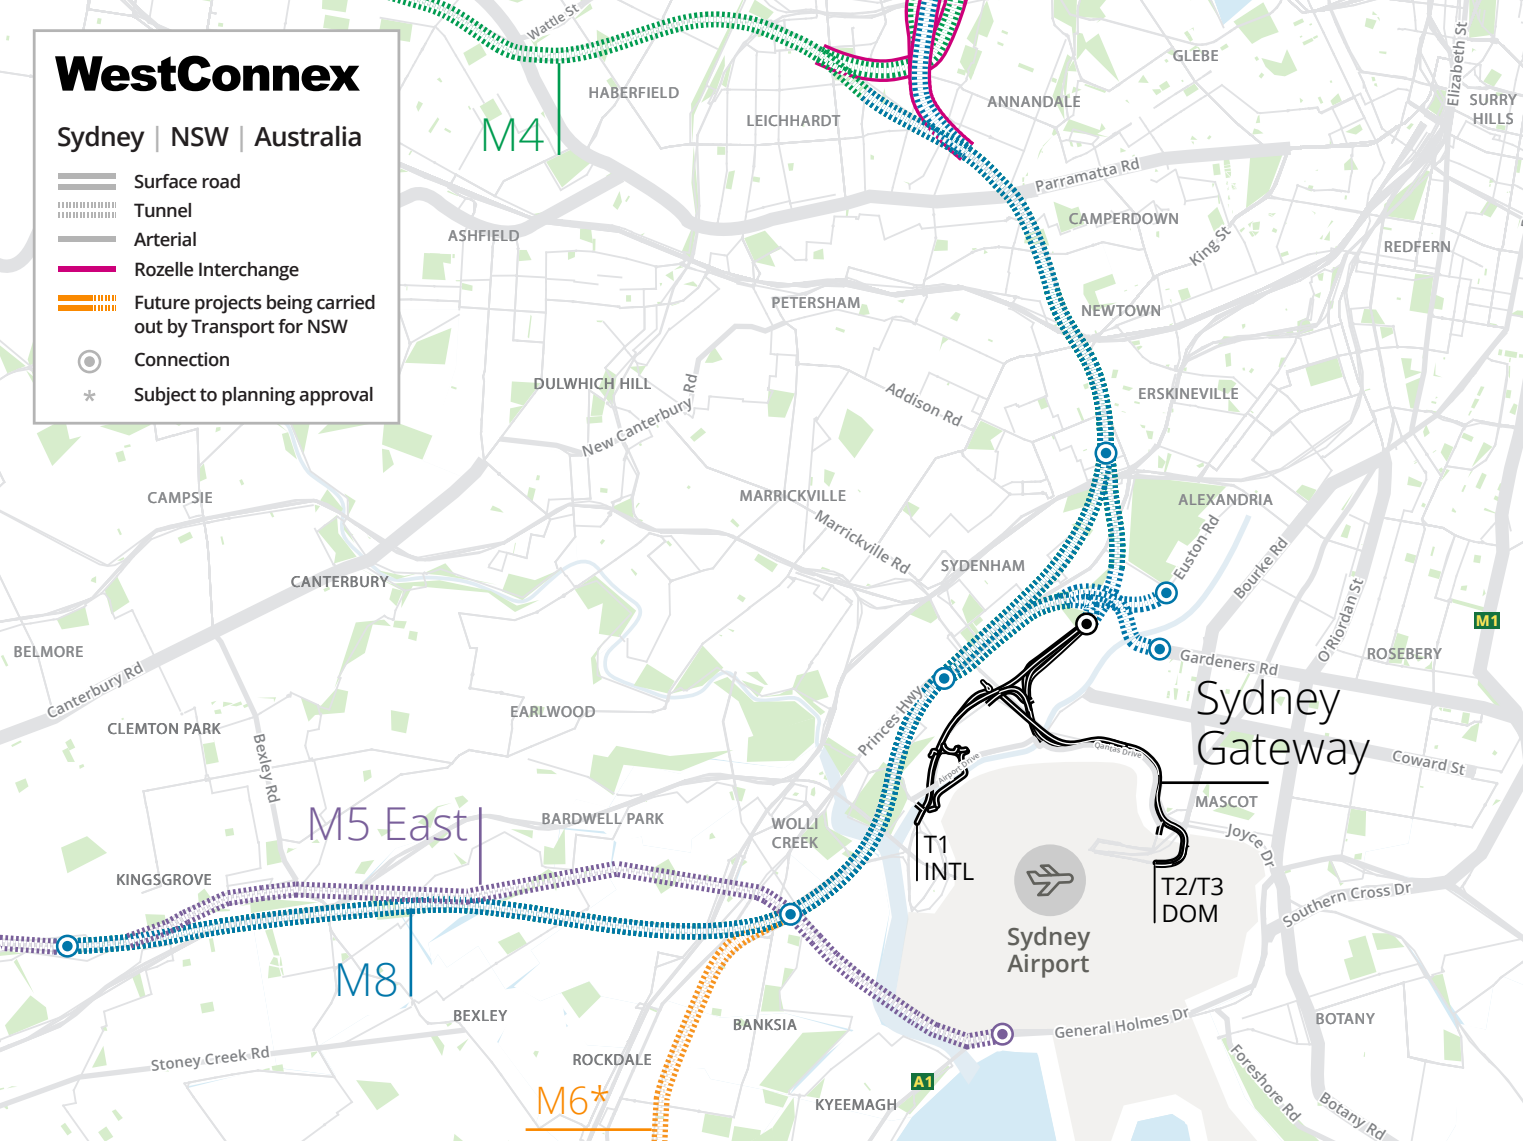 WestConnex
Sydney | NSW | Australia
Surface road
Tunnel
Arterial
Rozelle Interchange
Future projects being carried
out by Transport for NSW
Connection
* Subject to planning approval
Wattle St
HABERFIELD
M4
LEICHHARDT
ANNANDALE
GLEBE
Elizabeth St
SURRY
HILLS
Parramatta Rd
CAMPERDOWN
King St
REDFERN
ASHFIELD
PETERSHAM
NEWTOWN
DULWICH HILL
New Canterbury Rd
Addison Rd
ERSKINEVILLE
CAMPSIE
MARRICKVILLE
Marrickville Rd
ALEXANDRIA
Euston Rd
Bourke Rd
O'Riordan St
SYDENHAM
CANTERBURY
M1
BELMORE
Canterbury Rd
ROSEBERY
Gardeners Rd
Sydney
Gateway
CLEMTON PARK
Bexley Rd
EARLWOOD
Princes Hwy
Qantas Drive
Airport Drive
Coward St
MASCOT
Joyce Dr
M5 East
BARDWELL PARK
WOLLI
CREEK
T1
INTL
T2/T3
DOM
KINGSGROVE
Southern Cross Dr
Sydney
Airport
M8
BEXLEY
BANKSIA
General Holmes Dr
BOTANY
Stoney Creek Rd
ROCKDALE
M6*
A1
KYEEMAGH
Foreshore Rd
Botany Rd